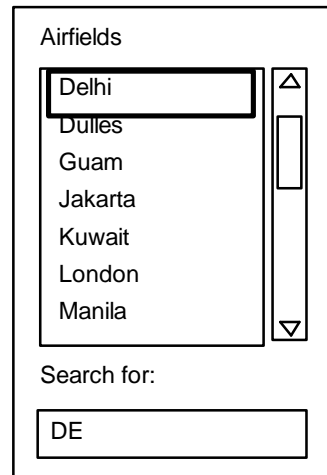 Airfields
Delhi
Dulles
Guam
Jakarta
Kuwait
London
Manila
Search for:
DE